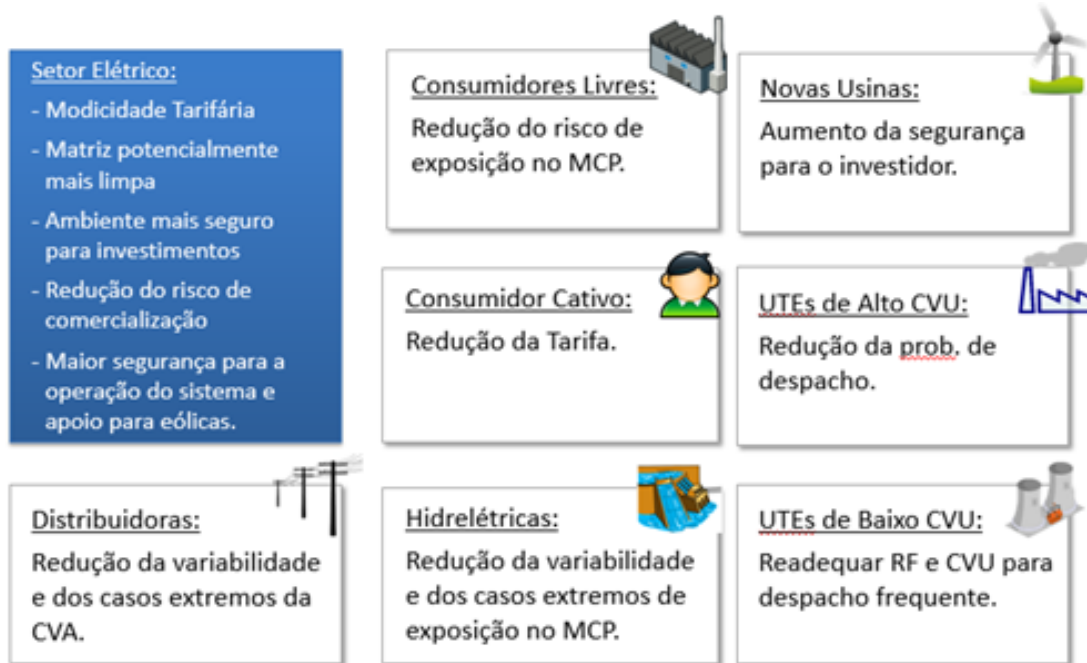 Setor Elétrico:
- Modicidade Tarifária
- Matriz potencialmente
mais limpa
- Ambiente mais seguro
para investimentos
- Redução do risco de
comercialização
- Maior segurança para a
operação do sistema e
apoio para eólicas.
Consumidores Livres:
Redução do risco de
exposição no MCP.
Novas Usinas:
Aumento da segurança
para o investidor.
Consumidor Cativo:
Redução da Tarifa.
UTEs de Alto CVU:
Redução da prob. de
despacho.
Distribuidoras:
Redução da variabilidade
e dos casos extremos da
CVA.
Hidrelétricas:
Redução da variabilidade
e dos casos extremos de
exposição no MCP.
UTEs de Baixo CVU:
Readequar RF e CVU para
despacho frequente.